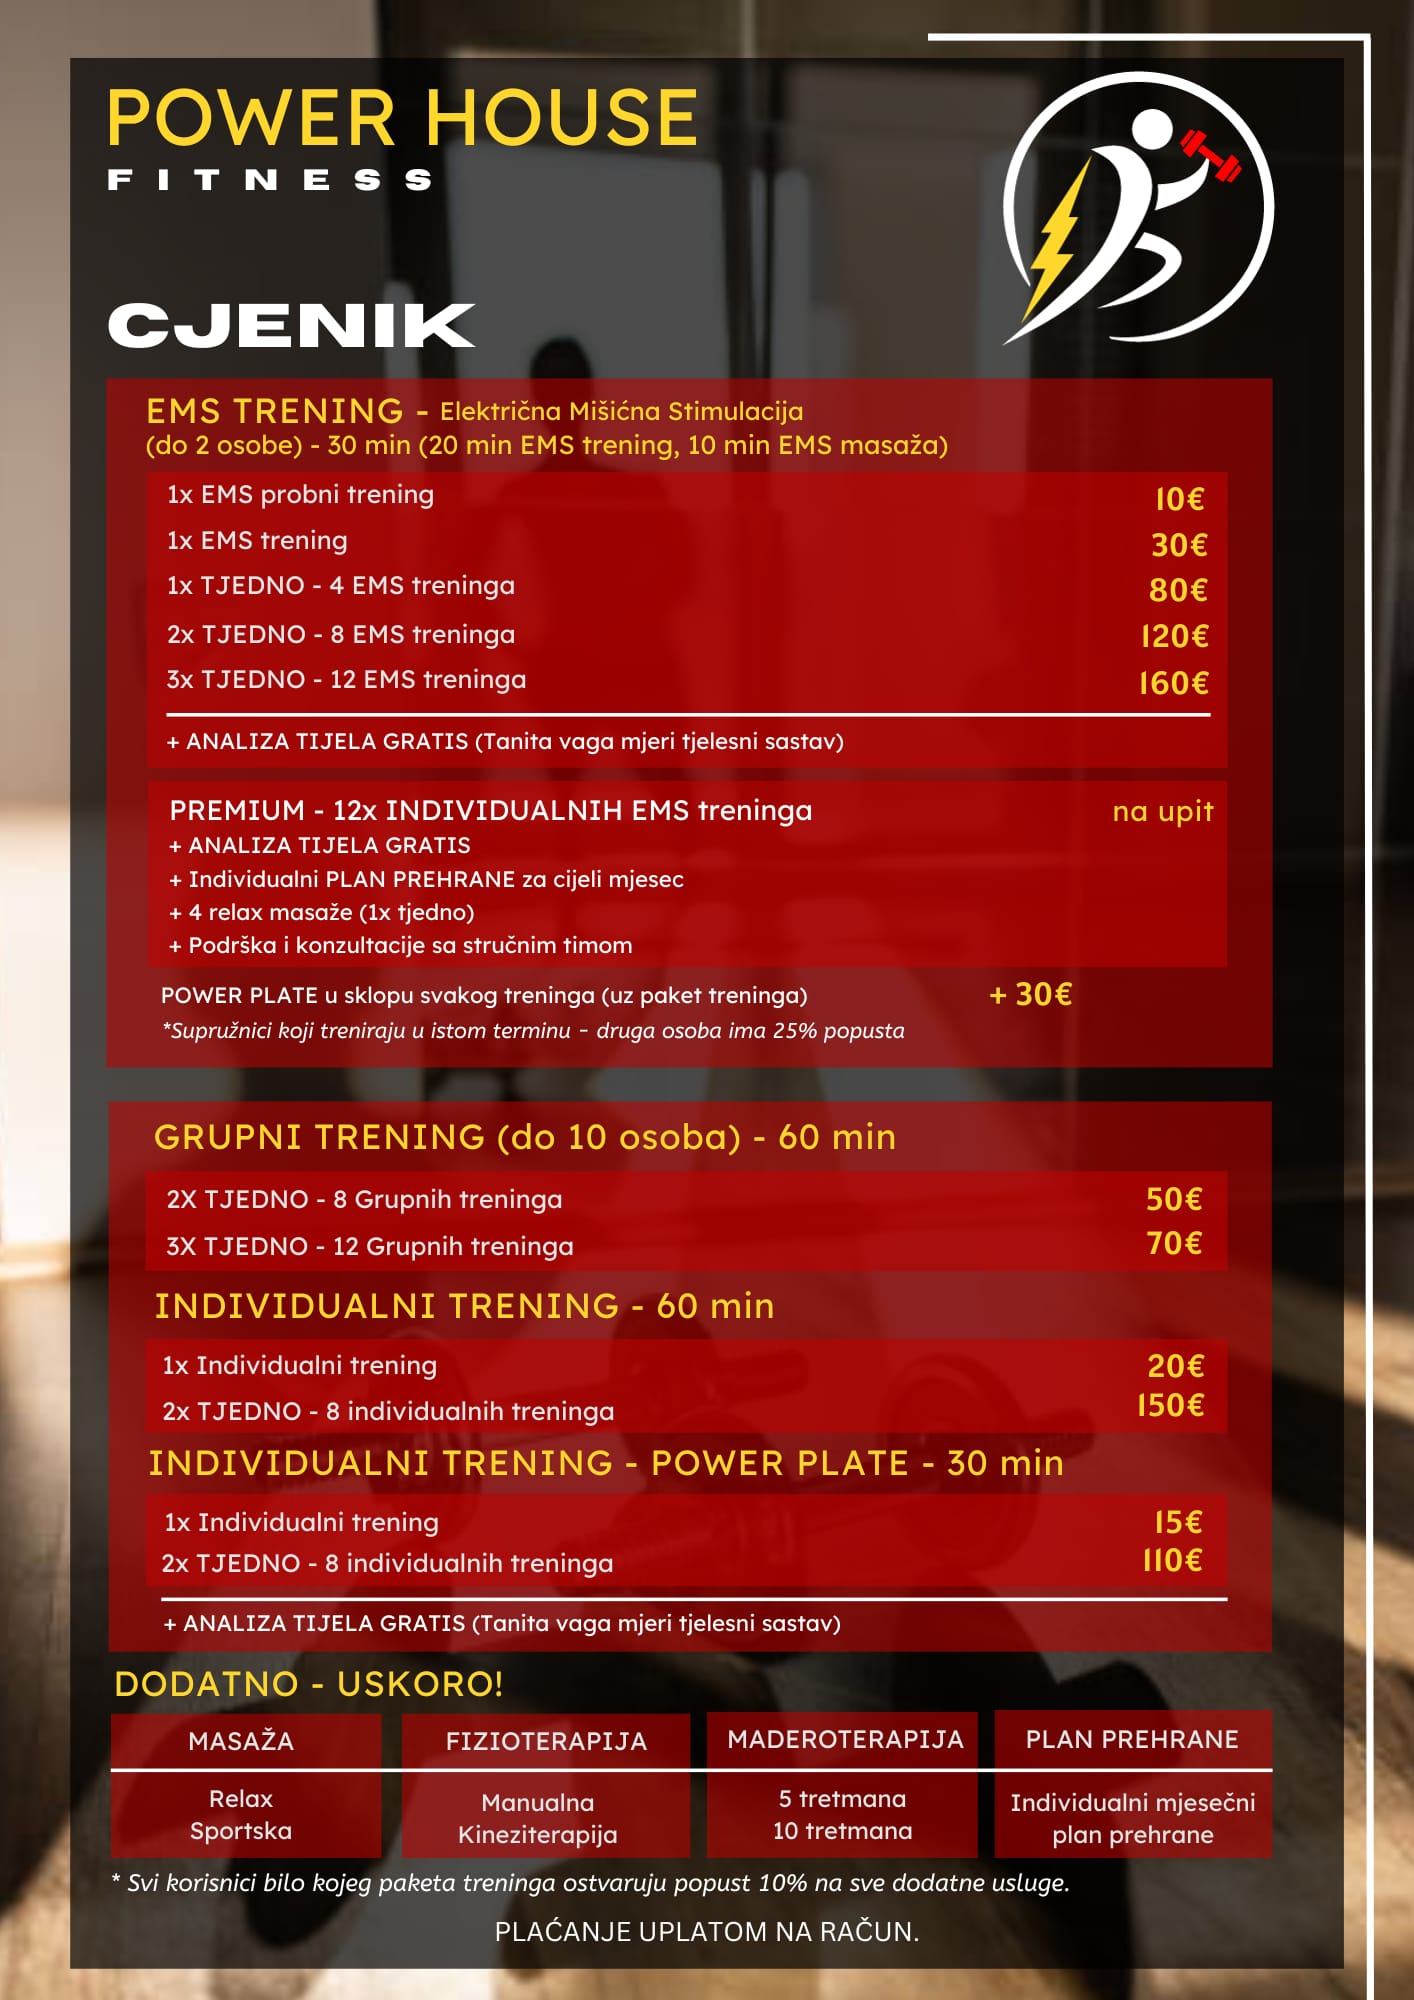 POWER HOUSE
FITNESS
CJENIK
EMS TRENING - Električna Mišićna Stimulacija
(do 2 osobe) - 30 min (20 min EMS trening, 10 min EMS masaža)
1x EMS probni trening 10€
1x EMS trening 30€
1x TJEDNO - 4 EMS treninga 80€
2x TJEDNO - 8 EMS treninga 120€
3x TJEDNO - 12 EMS treninga 160€
+ ANALIZA TIJELA GRATIS (Tanita vaga mjeri tjelesni sastav)
PREMIUM - 12x INDIVIDUALNIH EMS treninga na upit
+ ANALIZA TIJELA GRATIS
+ Individualni PLAN PREHRANE za cijeli mjesec
+ 4 relax masaže (1x tjedno)
+ Podrška i konzultacije sa stručnim timom
POWER PLATE u sklopu svakog treninga (uz paket treninga) + 30€
*Supružnici koji treniraju u istom terminu - druga osoba ima 25% popusta
GRUPNI TRENING (do 10 osoba) - 60 min
2X TJEDNO - 8 Grupnih treninga 50€
3X TJEDNO - 12 Grupnih treninga 70€
INDIVIDUALNI TRENING - 60 min
1x Individualni trening 20€
2x TJEDNO - 8 individualnih treninga 150€
INDIVIDUALNI TRENING - POWER PLATE - 30 min
1x Individualni trening 15€
2x TJEDNO - 8 individualnih treninga 110€
+ ANALIZA TIJELA GRATIS (Tanita vaga mjeri tjelesni sastav)
DODATNO - USKORO!
MASAŽA
Relax
Sportska
FIZIOTERAPIJA
Manualna
Kineziterapija
MADEROTERAPIJA
5 tretmana
10 tretmana
PLAN PREHRANE
Individualni mjesečni
plan prehrane
* Svi korisnici bilo kojeg paketa treninga ostvaruju popust 10% na sve dodatne usluge.
PLAĆANJE UPLATOM NA RAČUN.